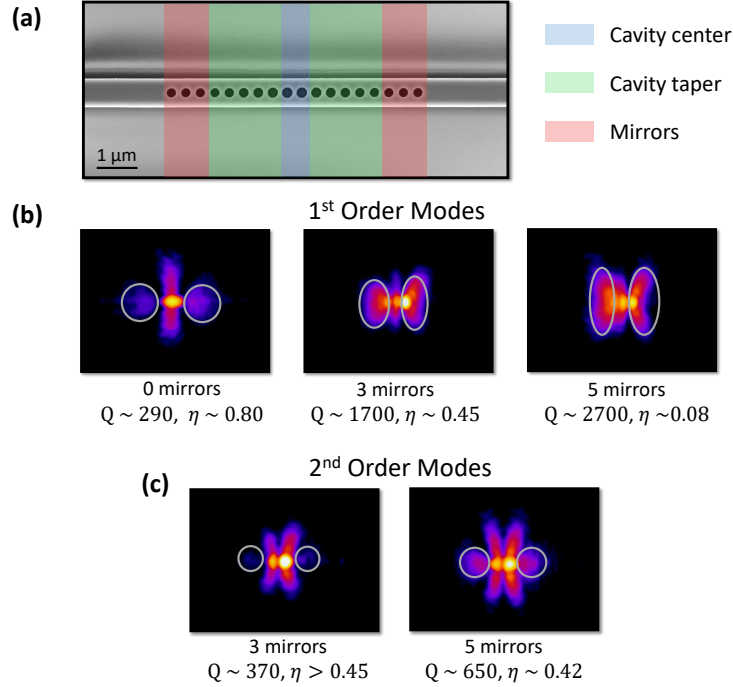 (a)
1 μm
Cavity center
Cavity taper
Mirrors
(b)
1st Order Modes
0 mirrors
Q ~ 290, η ~ 0.80
3 mirrors
Q ~ 1700, η ~ 0.45
5 mirrors
Q ~ 2700, η ~0.08
2nd Order Modes
(c)
3 mirrors
Q ~ 370, η > 0.45
5 mirrors
Q ~ 650, η ~ 0.42